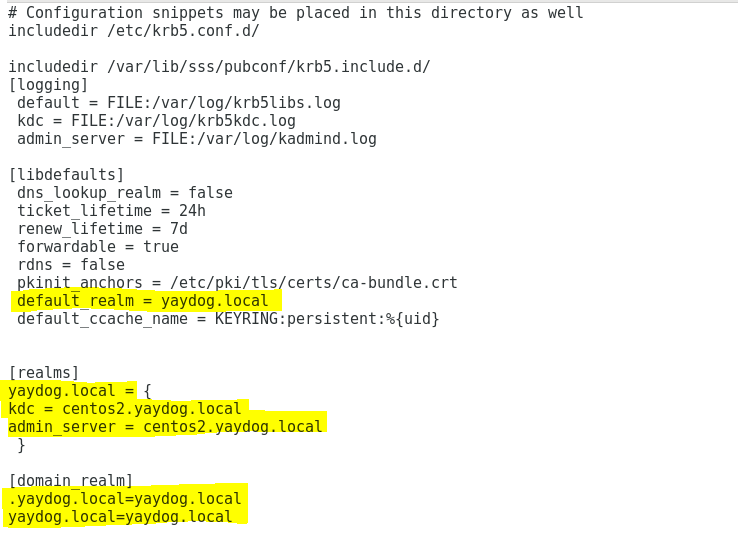 # Configuration snippets may be placed in this directory as well
includedir /etc/krb5.conf.d/
includedir /var/lib/sss/pubconf/krb5.include.d/
[logging]
default = FILE:/var/log/krb5libs.log
kdc = FILE:/var/log/krb5kdc.log
admin_server = FILE:/var/log/kadmind.log
[libdefaults]
dns_lookup_realm = false
ticket_lifetime = 24h
renew_lifetime = 7d
forwardable = true
rdns = false
pkinit_anchors = /etc/pki/tls/certs/ca-bundle.crt
default_realm = yaydog.local
default_ccache_name = KEYRING:persistent:%{uid}
[realms]
yaydog.local = {
kdc = centos2.yaydog.local
admin_server = centos2.yaydog.local
}
[domain_realm]
.yaydog.local=yaydog.local
yaydog.local=yaydog.local